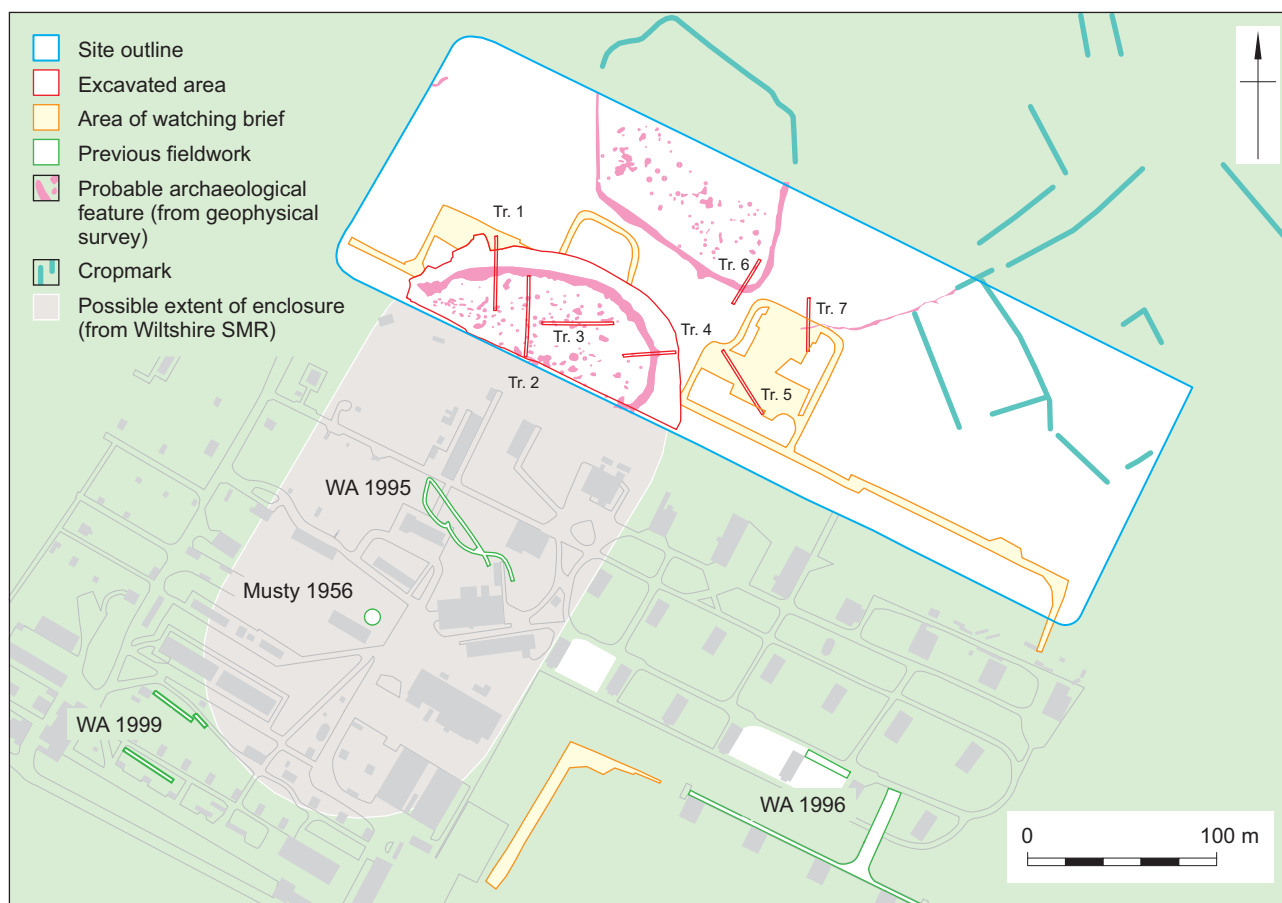 Site outline
Excavated area
Area of watching brief
Previous fieldwork
Probable archaeological
feature (from geophysical
survey)
Cropmark
Possible extent of enclosure
(from Wiltshire SMR)
Tr. 1
Tr. 6
Tr. 7
Tr. 3
Tr. 4
Tr. 2
Tr. 5
WA 1995
Musty 1956
WA 1999
WA 1996
0 100 m